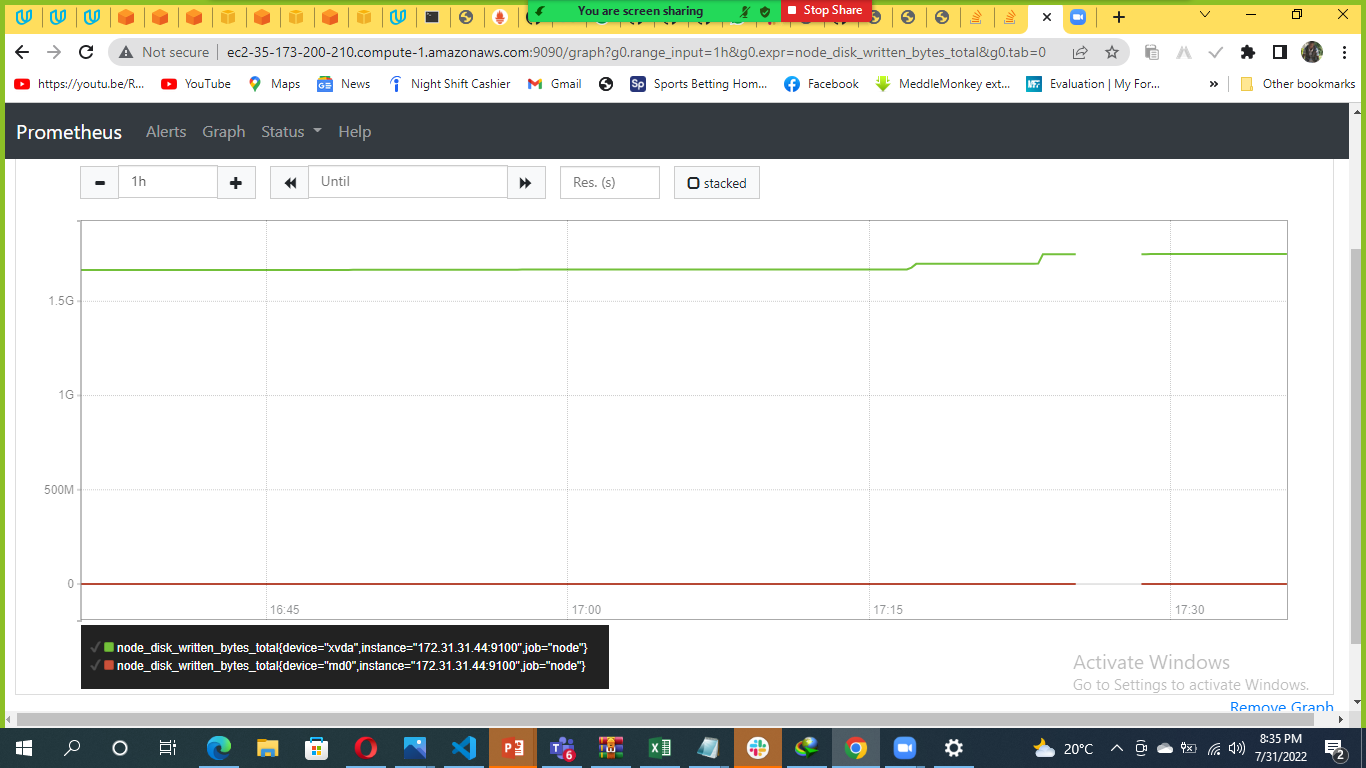 You are screen sharing
Stop Share
Not secure
ec2-35-173-200-210.compute-1.amazonaws.com:9090/graph?g0.range_input=1h&g0.expr=node_disk_written_bytes_total&g0.tab=0
https://youtu.be/R... YouTube Maps News Night Shift Cashier Gmail Sp Sports Betting Hom... Facebook MeddleMonkey ext... Evaluation | My For... » Other bookmarks
Prometheus Alerts Graph Status Help
1h Until Res. (s) stacked
1.5G
1G
500M
0
16:45 17:00 17:15 17:30
node_disk_written_bytes_total{device="xvda",instance="172.31.31.44:9100",job="node"}
node_disk_written_bytes_total{device="md0",instance="172.31.31.44:9100",job="node"}
Activate Windows
Go to Settings to activate Windows.
Remove Graph
6
20°C
8:35 PM
7/31/2022
2